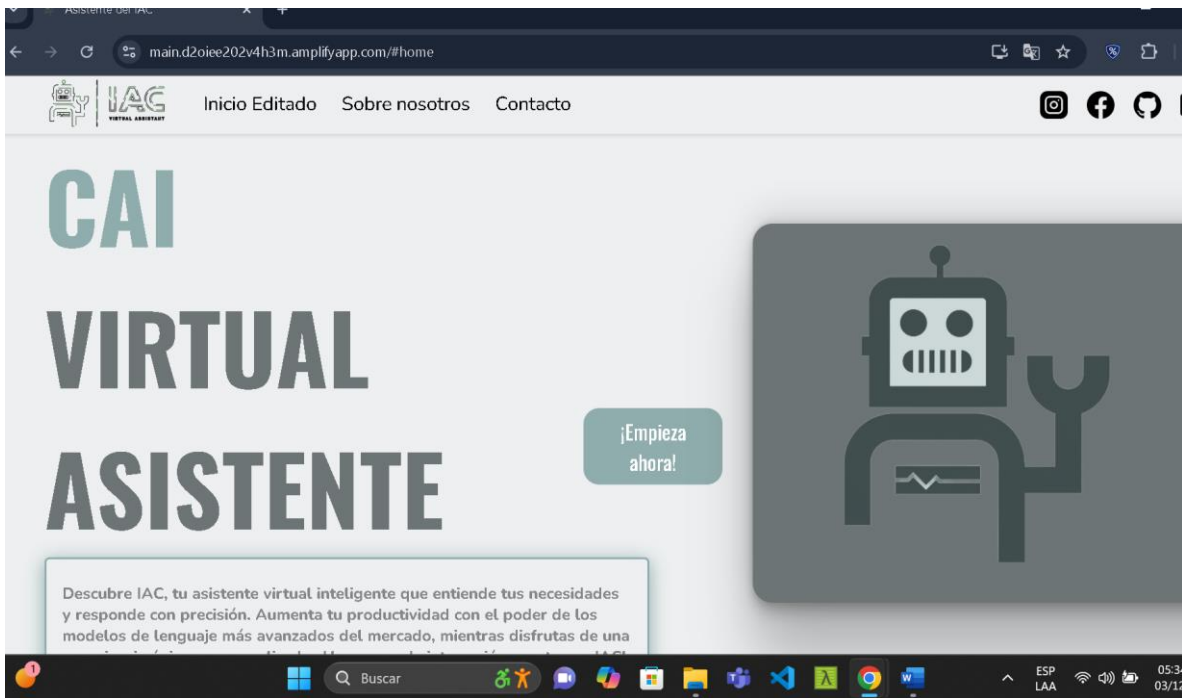 Asistente del IAC
main.d2oiee202v4h3m.amplifyapp.com/#home
IAG
VIRTUAL ASSISTANT
Inicio Editado Sobre nosotros Contacto
CAI
VIRTUAL
ASISTENTE
¡Empieza
ahora!
Descubre IAC, tu asistente virtual inteligente que entiende tus necesidades
y responde con precisión. Aumenta tu productividad con el poder de los
modelos de lenguaje más avanzados del mercado, mientras disfrutas de una
1
Buscar
ESP
LAA
05:34
03/12